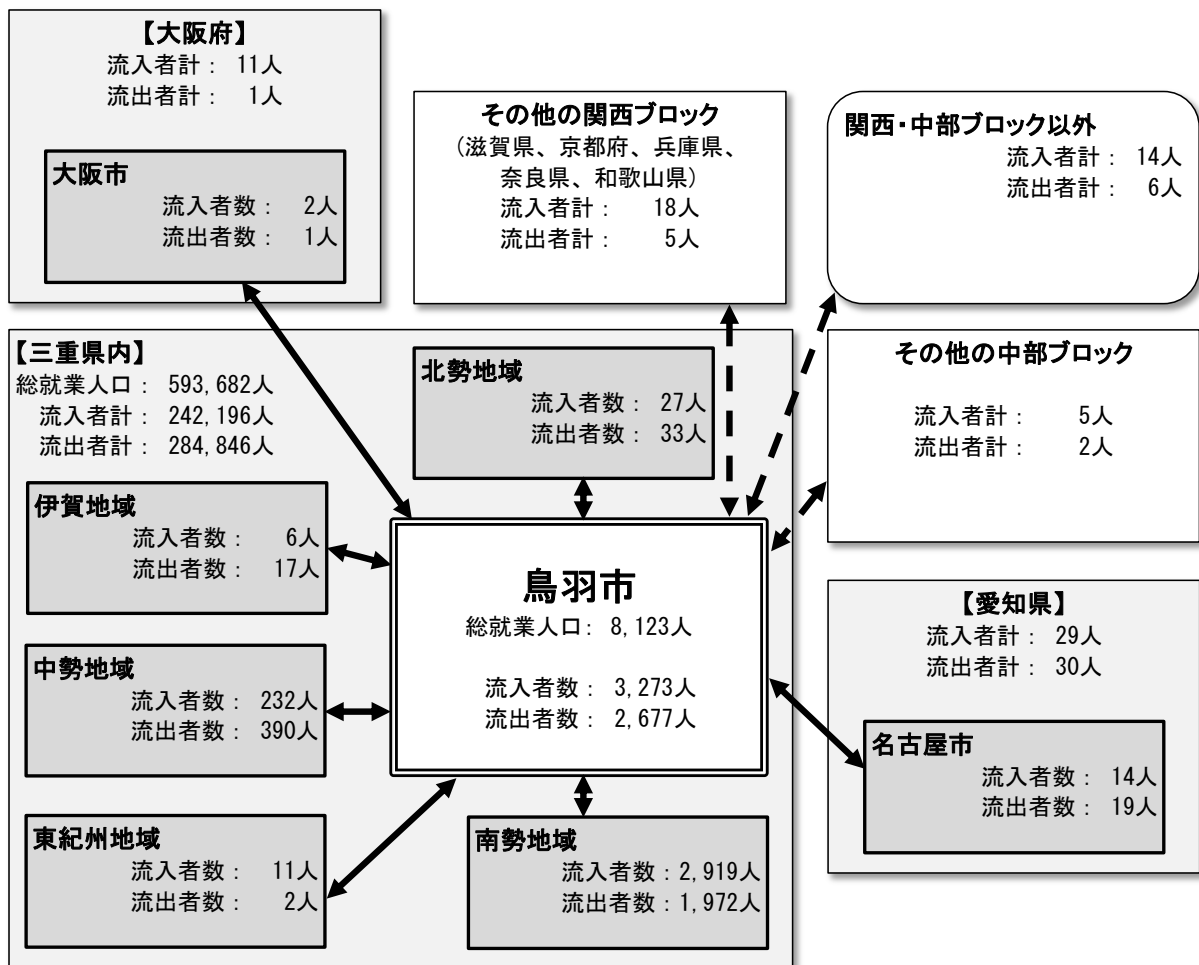 【大阪府】
流入者計： 11人
流出者計： 1人
大阪市
流入者数： 2人
流出者数： 1人
その他の関西ブロック
(滋賀県、京都府、兵庫県、
奈良県、和歌山県)
流入者計： 18人
流出者計： 5人
関西・中部ブロック以外
流入者計： 14人
流出者計： 6人
【三重県内】
総就業人口： 593,682人
流入者計： 242,196人
流出者計： 284,846人
北勢地域
流入者数： 27人
流出者数： 33人
その他の中部ブロック
流入者計： 5人
流出者計： 2人
伊賀地域
流入者数： 6人
流出者数： 17人
鳥羽市
総就業人口： 8,123人
流入者数： 3,273人
流出者数： 2,677人
【愛知県】
流入者計： 29人
流出者計： 30人
名古屋市
流入者数： 14人
流出者数： 19人
中勢地域
流入者数： 232人
流出者数： 390人
東紀州地域
流入者数： 11人
流出者数： 2人
南勢地域
流入者数：2,919人
流出者数：1,972人